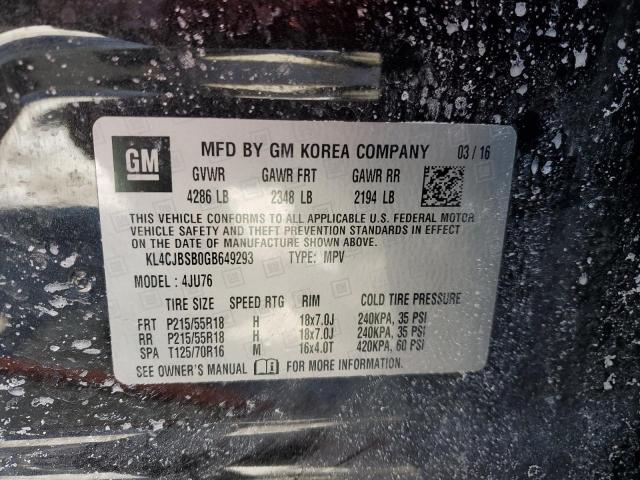 GM MFD BY GM KOREA COMPANY 03 / 16
GVWR GAWR FRT GAWR RR
4286 LB 2348 LB 2194 LB
THIS VEHICLE CONFORMS TO ALL APPLICABLE U.S. FEDERAL MOTOR
VEHICLE SAFETY AND THEFT PREVENTION STANDARDS IN EFFECT
ON THE DATE OF MANUFACTURE SHOWN ABOVE.
KL4CJBSB0GB649293 TYPE: MPV
MODEL : 4JU76
TIRE SIZE SPEED RTG RIM COLD TIRE PRESSURE
FRT P215/55R18 H 18x7.0J 240KPA, 35 PSI
RR P215/55R18 H 18x7.0J 240KPA, 35 PSI
SPA T125/70R16 M 16x4.0T 420KPA, 60 PSI
SEE OWNER'S MANUAL FOR MORE INFORMATION.